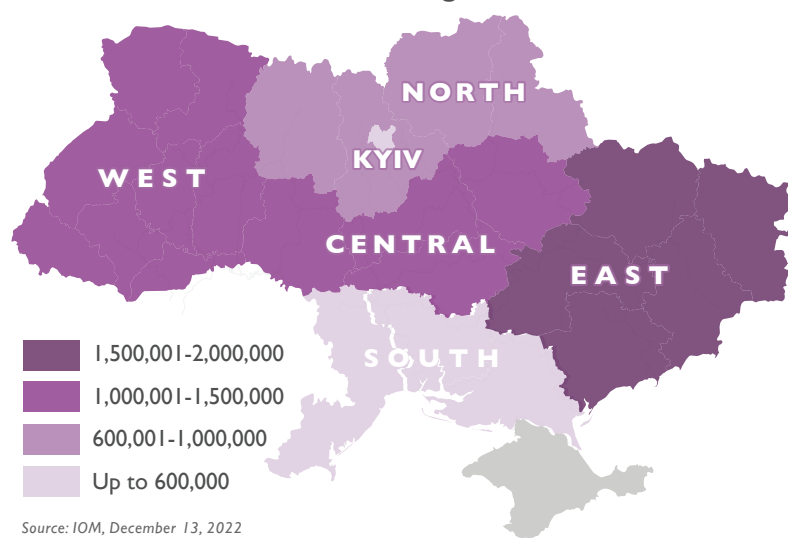 NORTH
KYIV
WEST
CENTRAL
EAST
SOUTH
1,500,001-2,000,000
1,000,001-1,500,000
600,001-1,000,000
Up to 600,000
Source: IOM, December 13, 2022